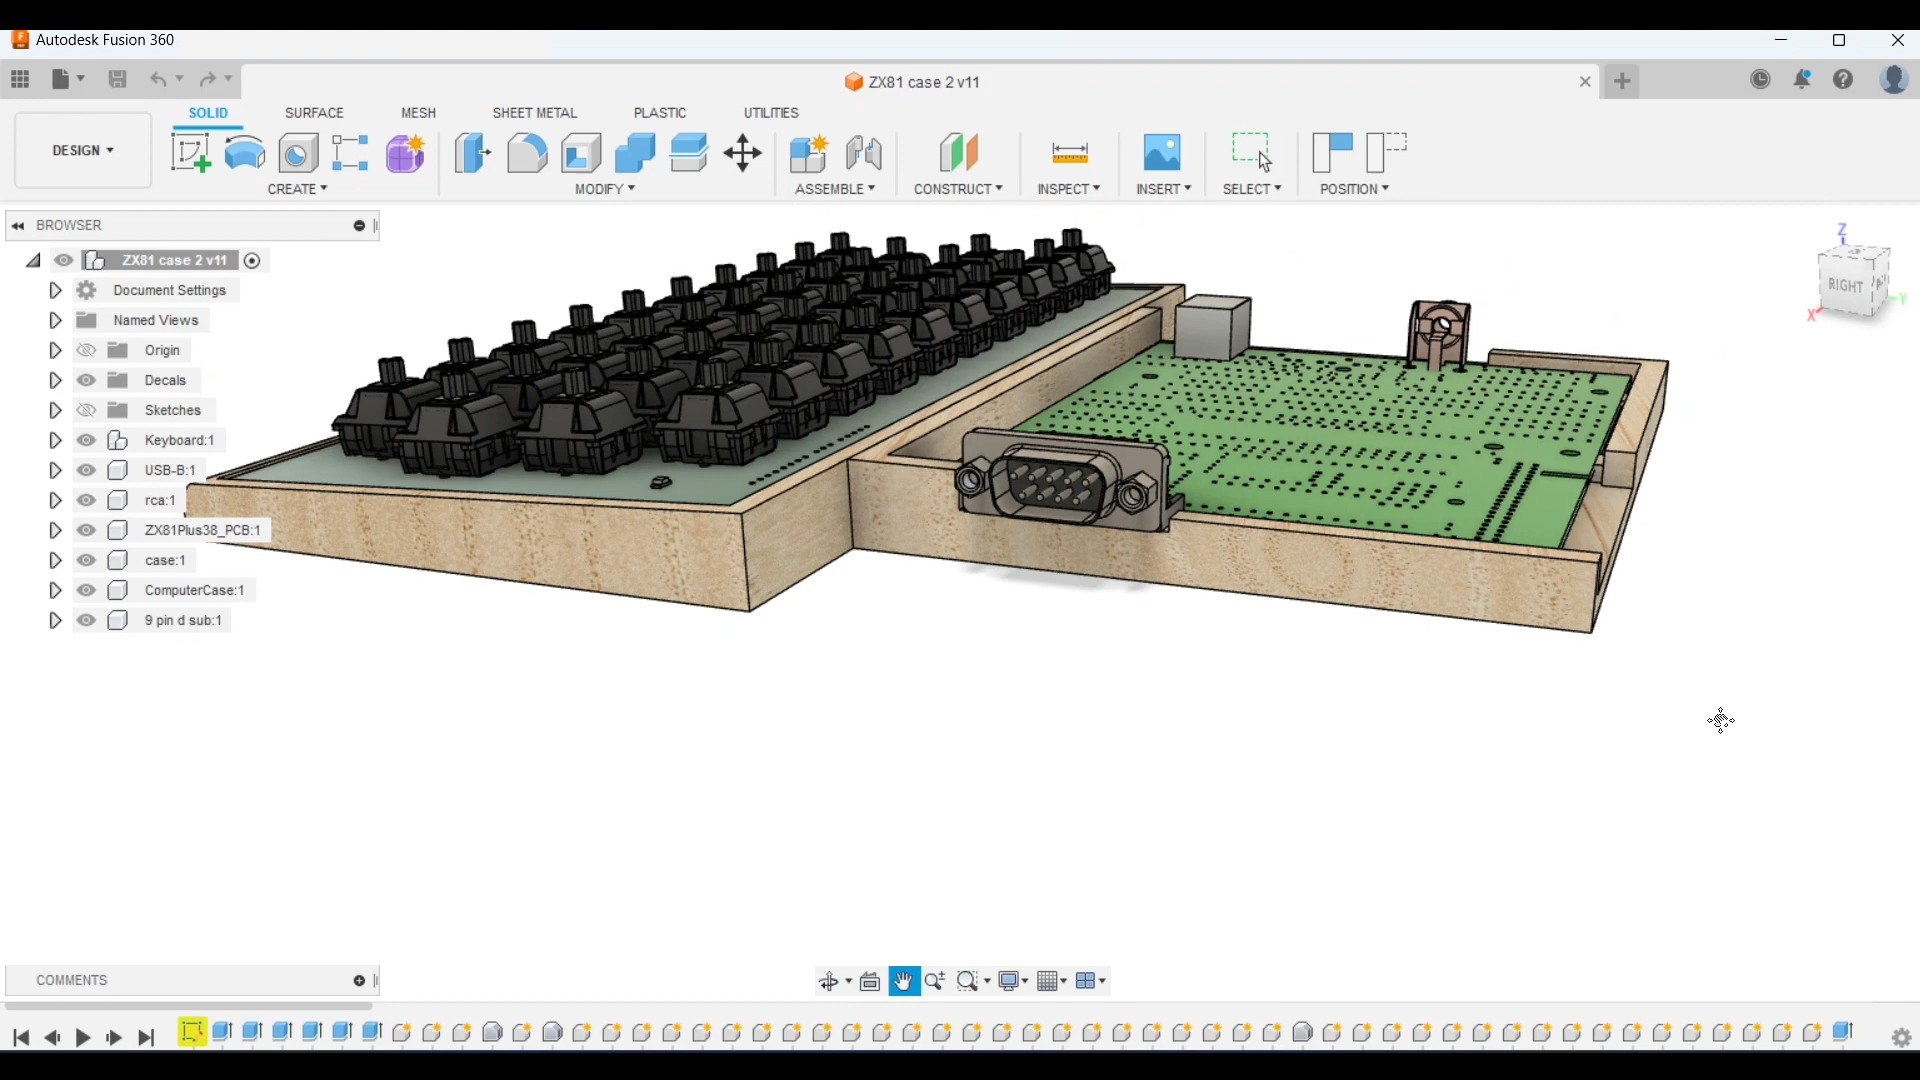 Autodesk Fusion 360
ZX81 case 2 v11
SOLID SURFACE MESH SHEET METAL PLASTIC UTILITIES
DESIGN
CREATE MODIFY ASSEMBLE CONSTRUCT INSPECT INSERT SELECT POSITION
BROWSER
ZX81 case 2 v11
Document Settings
Named Views
Origin
Decals
Sketches
Keyboard:1
USB-B:1
rca:1
ZX81Plus38_PCB:1
case:1
ComputerCase:1
9 pin d sub:1
Z
RIGHT
Y
X
COMMENTS